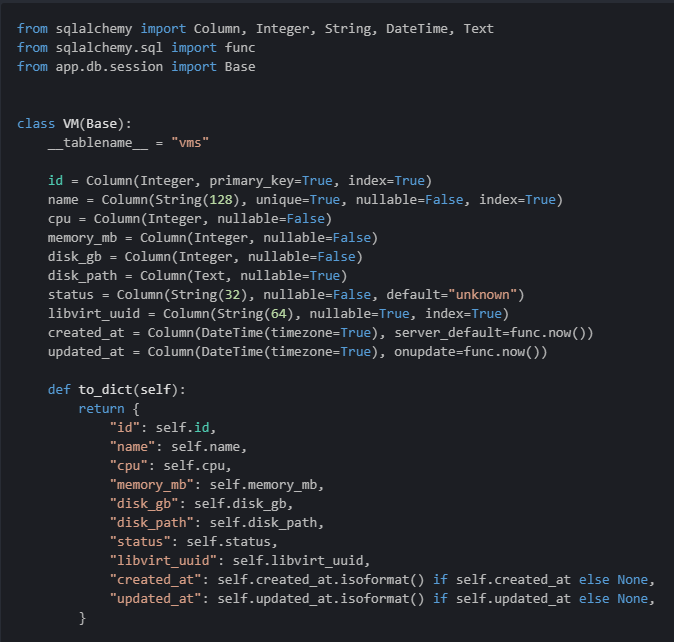 from sqlalchemy import Column, Integer, String, DateTime, Text
from sqlalchemy.sql import func
from app.db.session import Base


class VM(Base):
    __tablename__ = "vms"

    id = Column(Integer, primary_key=True, index=True)
    name = Column(String(128), unique=True, nullable=False, index=True)
    cpu = Column(Integer, nullable=False)
    memory_mb = Column(Integer, nullable=False)
    disk_gb = Column(Integer, nullable=False)
    disk_path = Column(Text, nullable=True)
    status = Column(String(32), nullable=False, default="unknown")
    libvirt_uuid = Column(String(64), nullable=True, index=True)
    created_at = Column(DateTime(timezone=True), server_default=func.now())
    updated_at = Column(DateTime(timezone=True), onupdate=func.now())

    def to_dict(self):
        return {
            "id": self.id,
            "name": self.name,
            "cpu": self.cpu,
            "memory_mb": self.memory_mb,
            "disk_gb": self.disk_gb,
            "disk_path": self.disk_path,
            "status": self.status,
            "libvirt_uuid": self.libvirt_uuid,
            "created_at": self.created_at.isoformat() if self.created_at else None,
            "updated_at": self.updated_at.isoformat() if self.updated_at else None,
        }